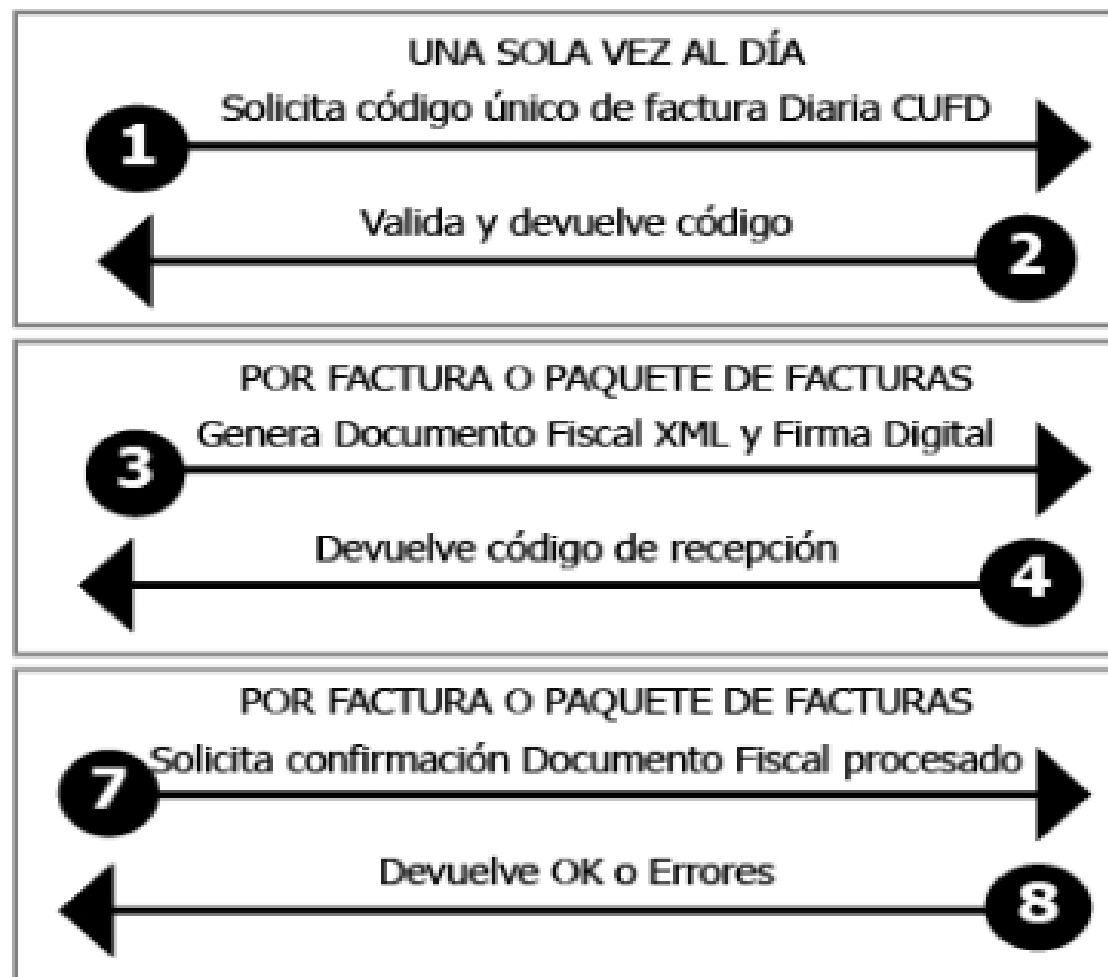 UNA SOLA VEZ AL DÍA
Solicita código único de factura Diaria CUFD
1
Valida y devuelve código
2
POR FACTURA O PAQUETE DE FACTURAS
Genera Documento Fiscal XML y Firma Digital
3
Devuelve código de recepción
4
POR FACTURA O PAQUETE DE FACTURAS
Solicita confirmación Documento Fiscal procesado
7
Devuelve OK o Errores
8